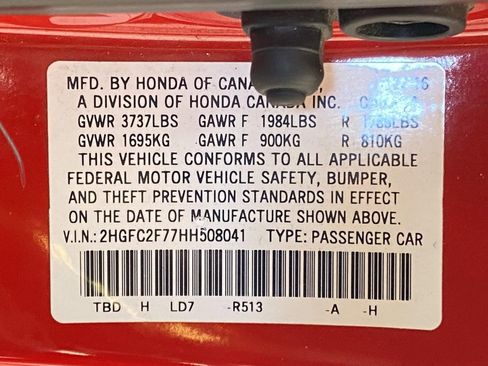 MFD. BY HONDA OF CANA
A DIVISION OF HONDA CANADA INC.
GVWR 3737LBS GAWR F 1984LBS R LBS
GVWR 1695KG GAWR F 900KG R 810KG
THIS VEHICLE CONFORMS TO ALL APPLICABLE
FEDERAL MOTOR VEHICLE SAFETY, BUMPER,
AND THEFT PREVENTION STANDARDS IN EFFECT
ON THE DATE OF MANUFACTURE SHOWN ABOVE.
V.I.N.: 2HGFC2F77HH508041 TYPE: PASSENGER CAR
TBD H LD7 -R513 -A -H